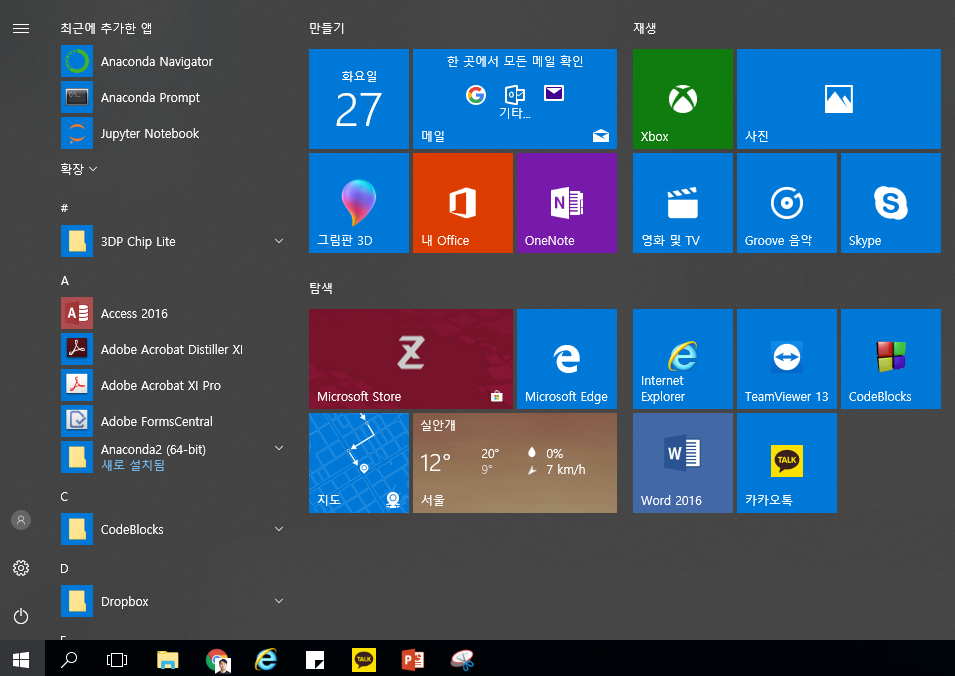 최근에 추가한 앱
Anaconda Navigator
Anaconda Prompt
Jupyter Notebook
확장
#
3DP Chip Lite
A
Access 2016
Adobe Acrobat Distiller XI
Adobe Acrobat XI Pro
Adobe FormsCentral
Anaconda2 (64-bit)
새로 설치됨
C
CodeBlocks
D
Dropbox
만들기
화요일
27
한 곳에서 모든 메일 확인
기타...
메일
그림판 3D
내 Office
OneNote
재생
Xbox
사진
영화 및 TV
Groove 음악
Skype
탐색
Microsoft Store
Microsoft Edge
Internet
Explorer
TeamViewer 13
CodeBlocks
지도
실안개
12°
20°
9°
0%
7 km/h
서울
Word 2016
TALK
카카오톡
TALK